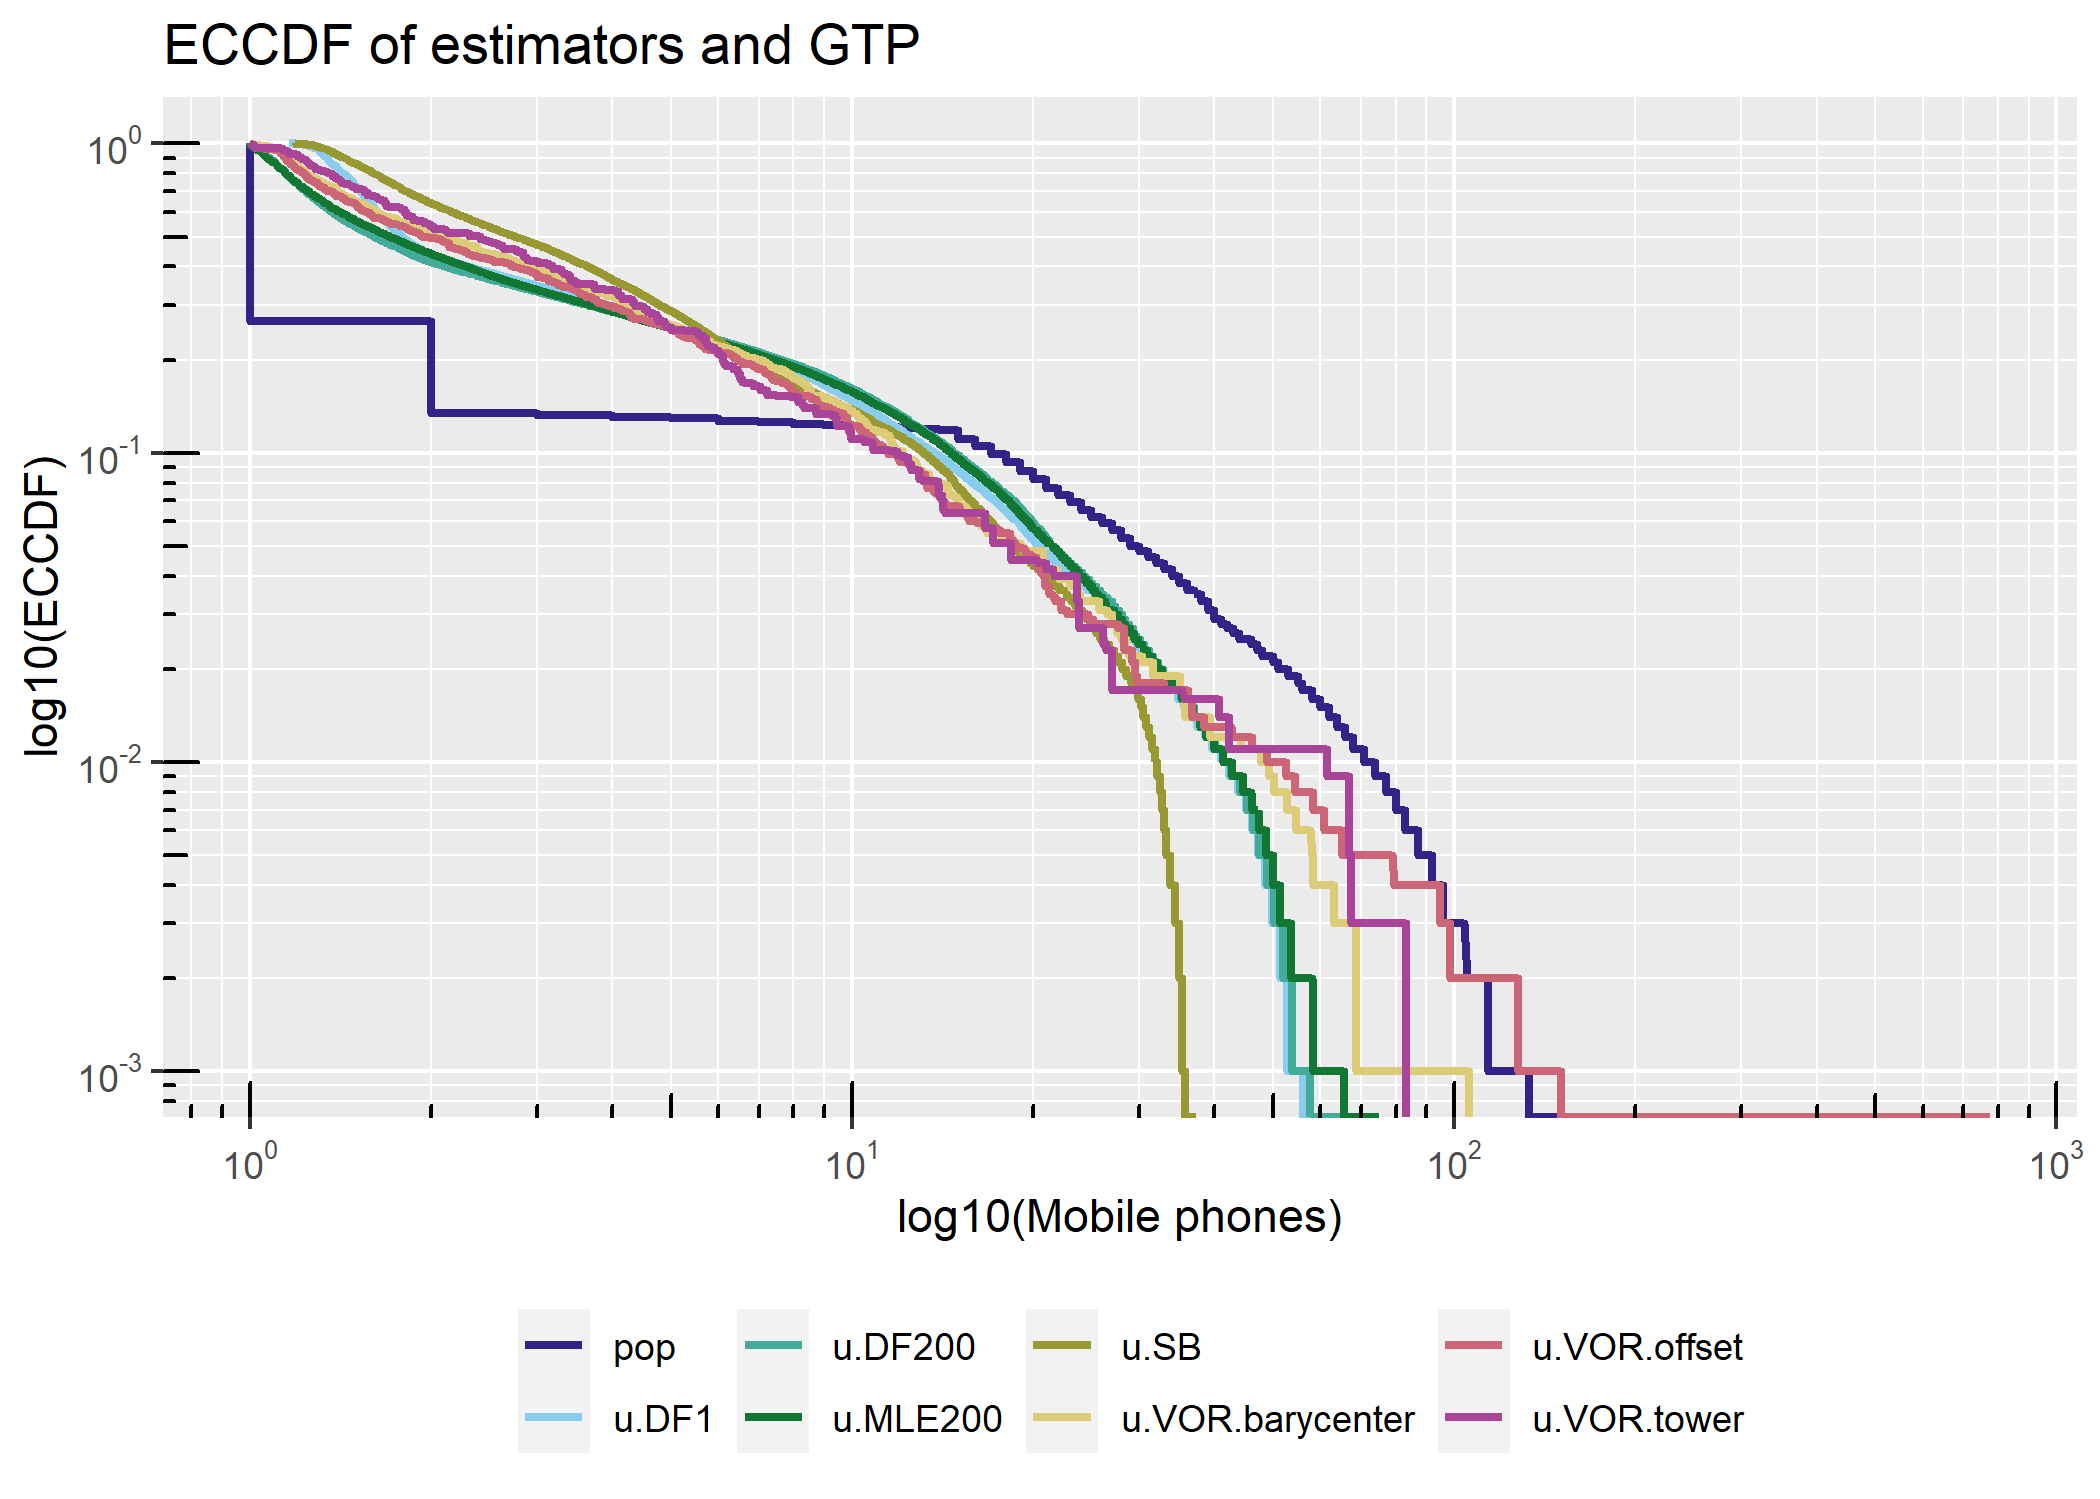 ECCDF of estimators and GTP
log10(ECCDF)
10^0
10^-1
10^-2
10^-3
10^0 10^1 10^2 10^3
log10(Mobile phones)
pop u.DF200 u.SB u.VOR.offset
u.DF1 u.MLE200 u.VOR.barycenter u.VOR.tower